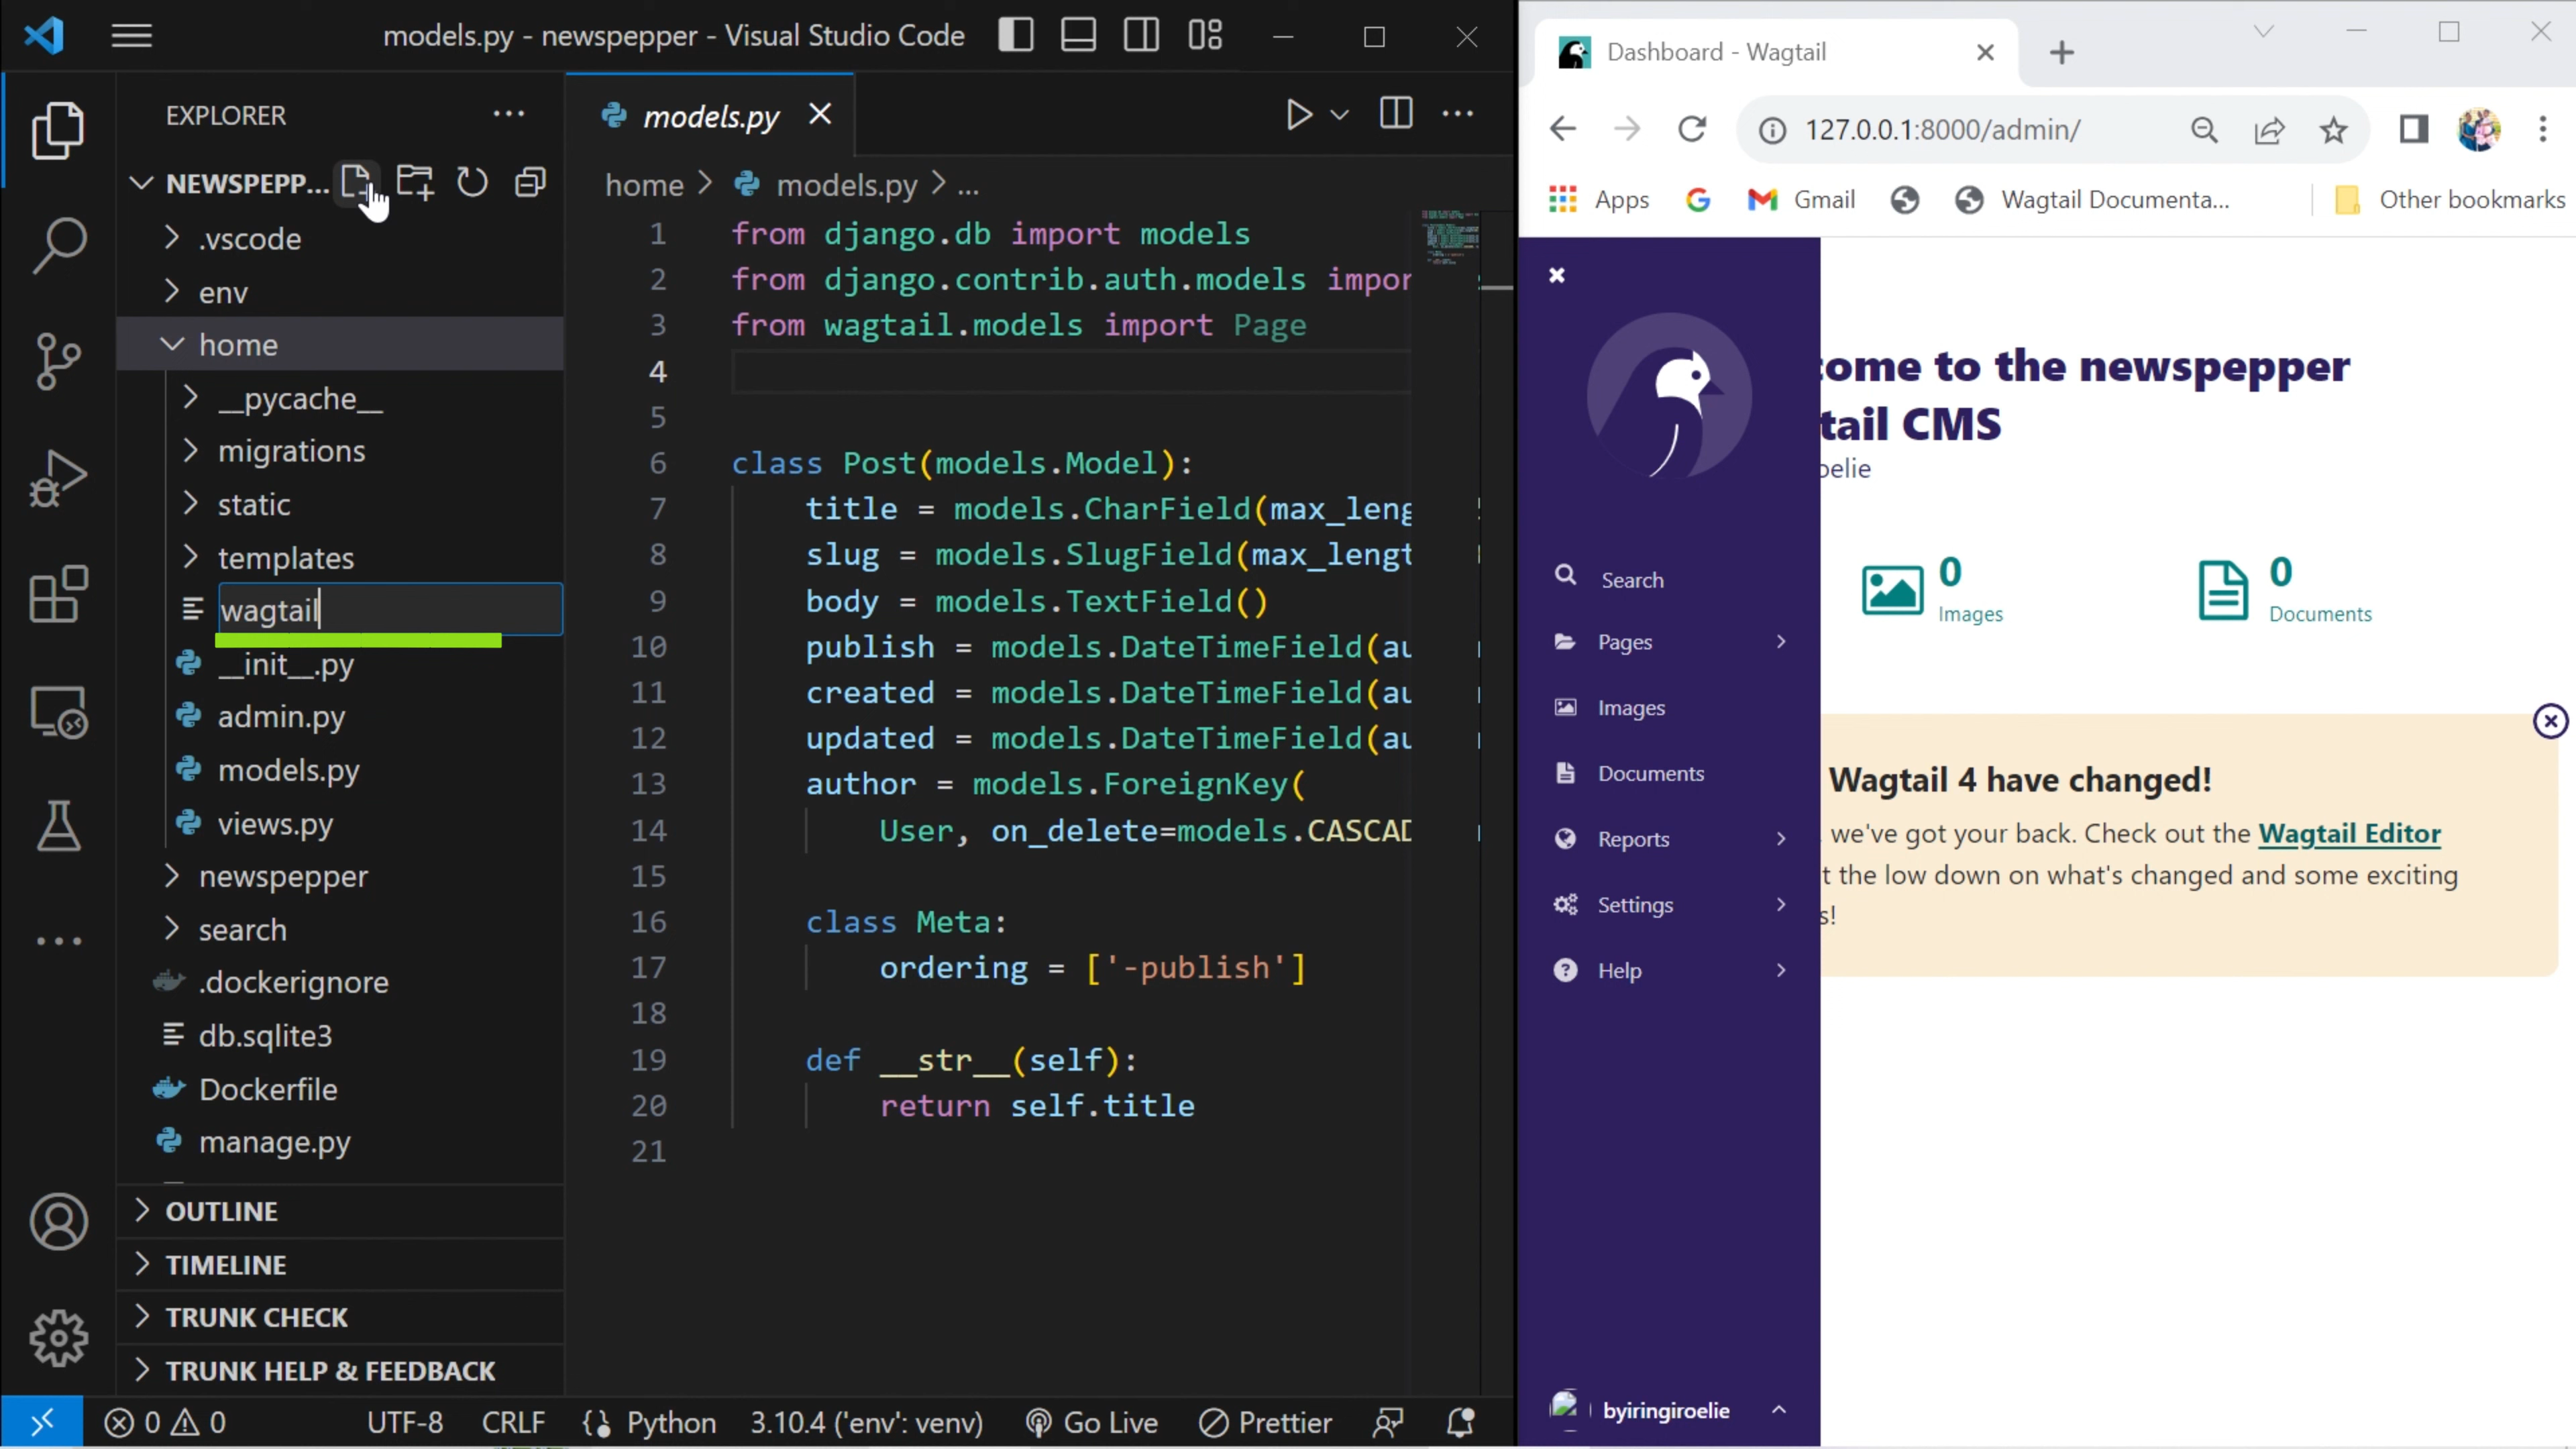 models.py - newspepper - Visual Studio Code
EXPLORER
NEWSPEPP...
.vscode
env
home
__pycache__
migrations
static
templates
wagtail
__init__.py
admin.py
models.py
views.py
newspepper
search
.dockerignore
db.sqlite3
Dockerfile
manage.py
OUTLINE
TIMELINE
TRUNK CHECK
TRUNK HELP & FEEDBACK
models.py
home > models.py > ...
1 from django.db import models
2 from django.contrib.auth.models impor
3 from wagtail.models import Page
4
5
6 class Post(models.Model):
7 title = models.CharField(max_leng
8 slug = models.SlugField(max_lengt
9 body = models.TextField()
10 publish = models.DateTimeField(au
11 created = models.DateTimeField(au
12 updated = models.DateTimeField(au
13 author = models.ForeignKey(
14 User, on_delete=models.CASCAD
15
16 class Meta:
17 ordering = ['-publish']
18
19 def __str__(self):
20 return self.title
21
0 0 UTF-8 CRLF Python 3.10.4 ('env': venv) Go Live Prettier
Dashboard - Wagtail
127.0.0.1:8000/admin/
Apps Gmail Wagtail Documenta... Other bookmarks
Search
Pages
Images
Documents
Reports
Settings
Help
byiringiroelie
come to the newspepper
tail CMS
oelie
0 Images
0 Documents
Wagtail 4 have changed!
we've got your back. Check out the Wagtail Editor
t the low down on what's changed and some exciting
s!